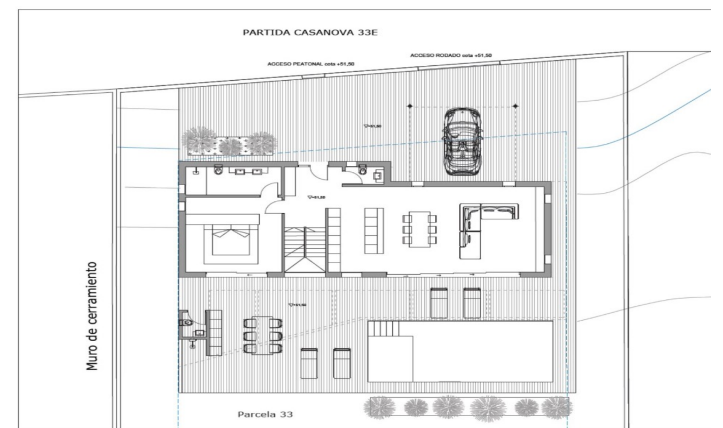 PARTIDA CASANOVA 33E
ACCESO RODADO cota +51,50
ACCESO PEATONAL cota +51,50
Muro de cerramiento
Parcela 33